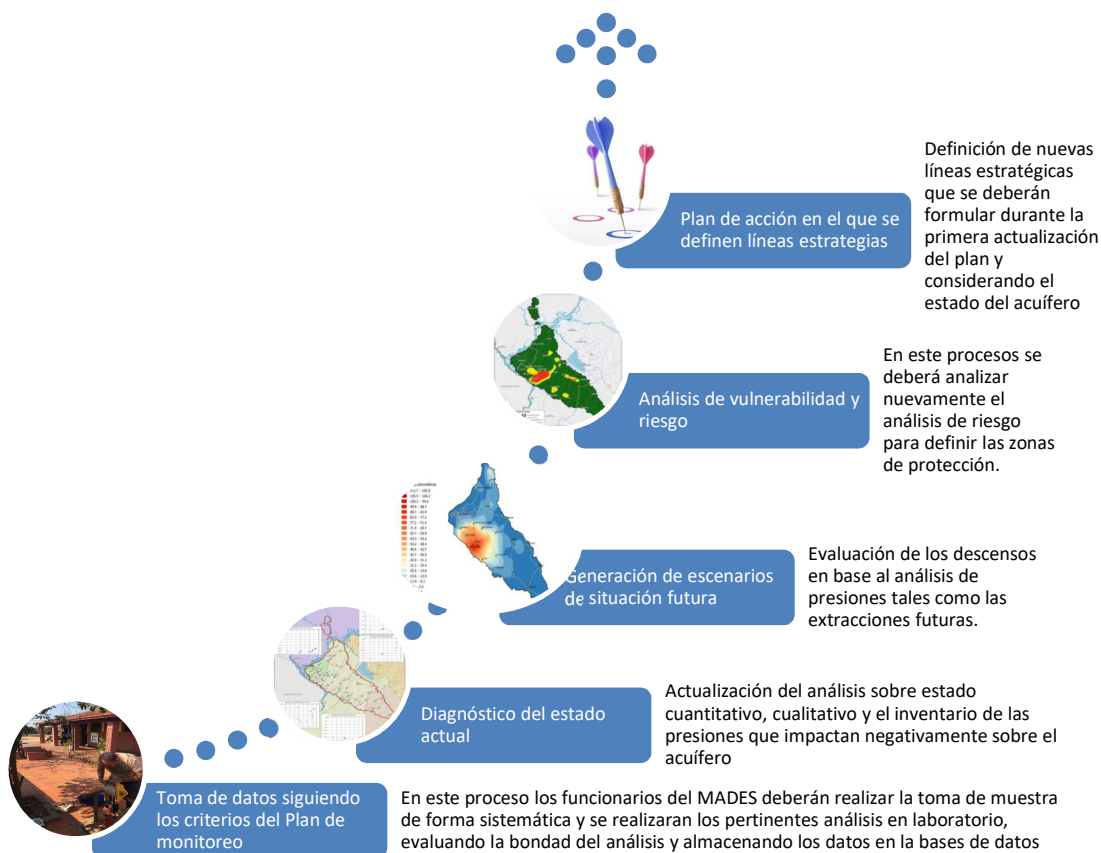 Plan de acción en el que se
definen líneas estrategias
Definición de nuevas
líneas estratégicas
que se deberán
formular durante la
primera actualización
del plan y
considerando el
estado del acuífero
Análisis de vulnerabilidad y
riesgo
En este procesos se
deberá analizar
nuevamente el
análisis de riesgo
para definir las zonas
de protección.
Generación de escenarios
de situación futura
Evaluación de los descensos
en base al análisis de
presiones tales como las
extracciones futuras.
Diagnóstico del estado
actual
Actualización del análisis sobre estado
cuantitativo, cualitativo y el inventario de las
presiones que impactan negativamente sobre el
acuífero
Toma de datos siguiendo
los criterios del Plan de
monitoreo
En este proceso los funcionarios del MADES deberán realizar la toma de muestra
de forma sistemática y se realizaran los pertinentes análisis en laboratorio,
evaluando la bondad del análisis y almacenando los datos en la bases de datos